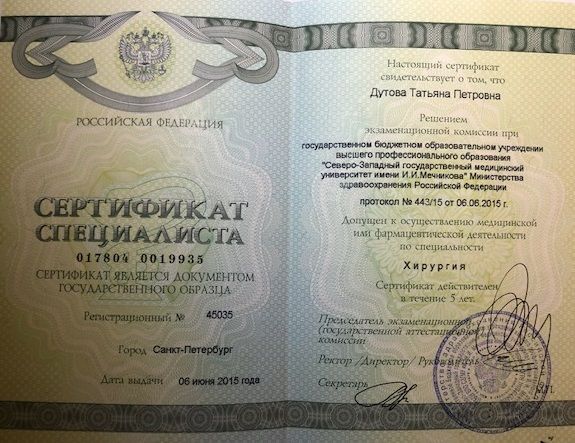 РОССИЙСКАЯ ФЕДЕРАЦИЯ
СЕРТИФИКАТ
СПЕЦИАЛИСТА
017804 0019935
СЕРТИФИКАТ ЯВЛЯЕТСЯ ДОКУМЕНТОМ
ГОСУДАРСТВЕННОГО ОБРАЗЦА
Регистрационный № 45035
Город Санкт-Петербург
Дата выдачи 06 июня 2015 года
Настоящий сертификат
свидетельствует о том, что
Дутова Татьяна Петровна
Решением
экзаменационной комиссии при
государственном бюджетном образовательном учреждении
высшего профессионального образования
"Северо-Западный государственный медицинский
университет имени И.И.Мечникова" Министерства
здравоохранения Российской Федерации
протокол № 443/15 от 06.06.2015 г.
Допущен к осуществлению медицинской
или фармацевтической деятельности
по специальности
Хирургия
Сертификат действителен
в течение 5 лет.
Председатель экзаменационной
(государственной аттестационной)
комиссии
Ректор /Директор/ Руководитель
Секретарь
М.П.